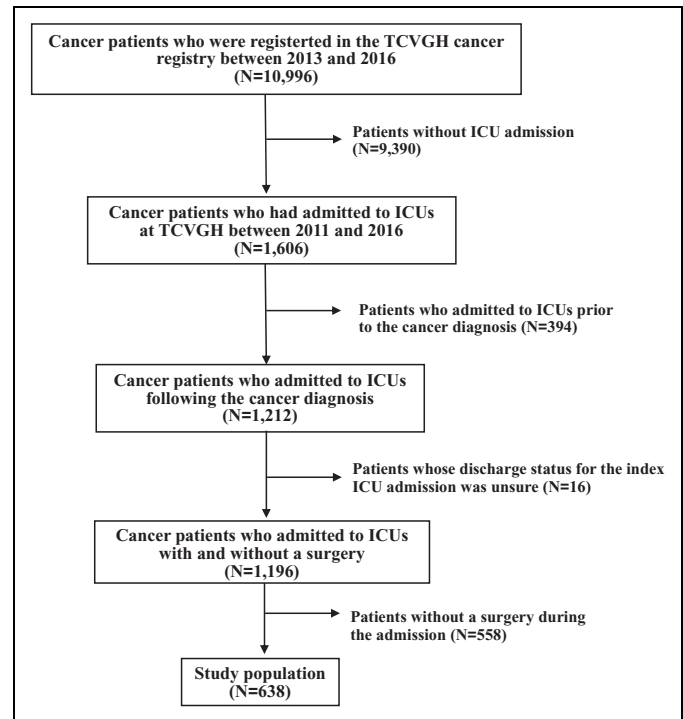 Cancer patients who were registerted in the TCVGH cancer
registry between 2013 and 2016
(N=10,996)
Patients without ICU admission
(N=9,390)
Cancer patients who had admitted to ICUs
at TCVGH between 2011 and 2016
(N=1,606)
Patients who admitted to ICUs prior
to the cancer diagnosis (N=394)
Cancer patients who admitted to ICUs
following the cancer diagnosis
(N=1,212)
Patients whose discharge status for the index
ICU admission was unsure (N=16)
Cancer patients who admitted to ICUs
with and without a surgery
(N=1,196)
Patients without a surgery during
the admission (N=558)
Study population
(N=638)